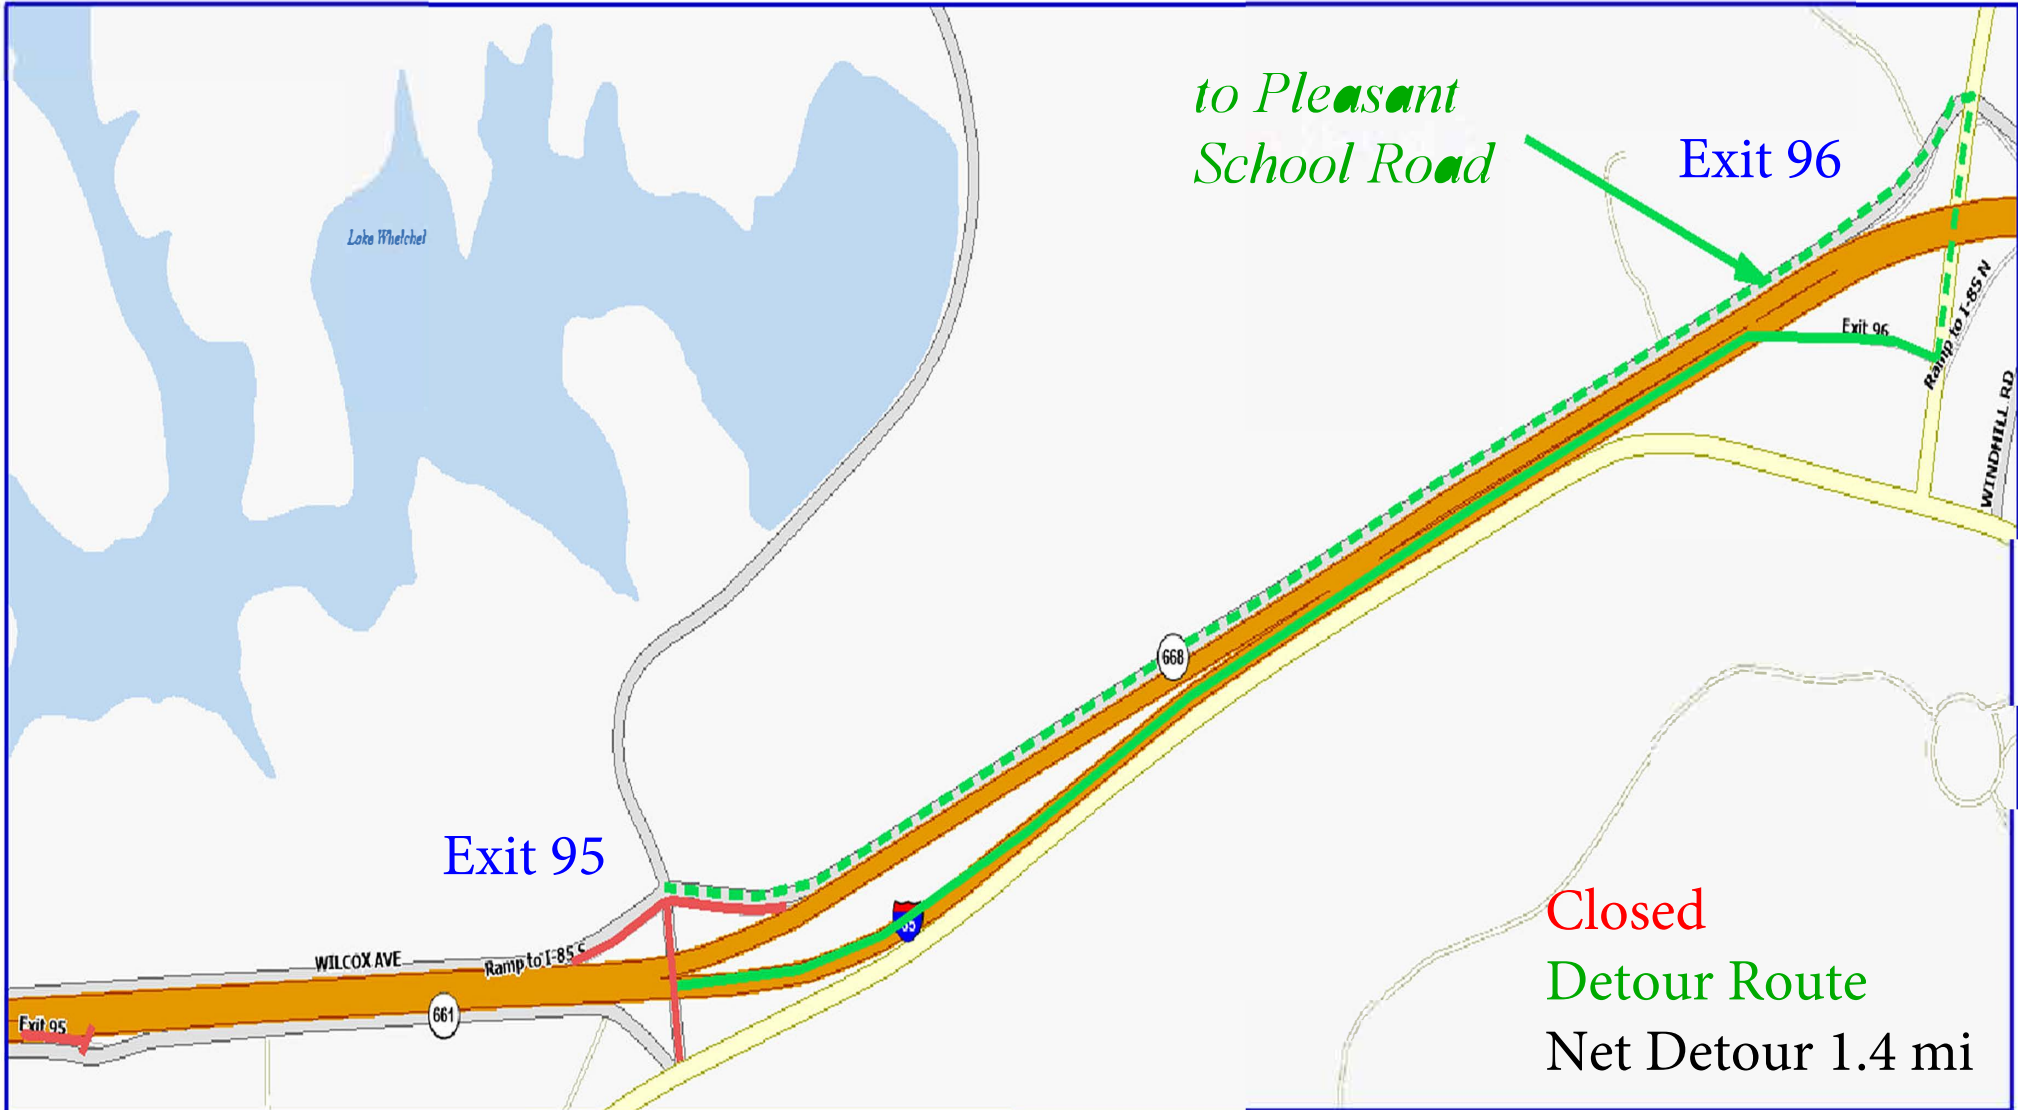 to Pleasant
School Road
Exit 96
Lake Whelchel
Exit 96
Ramp to I-85 N
WINDHILL RD
668
Exit 95
85
WILCOX AVE
Ramp to I-85 S
661
Exit 95
Closed
Detour Route
Net Detour 1.4 mi